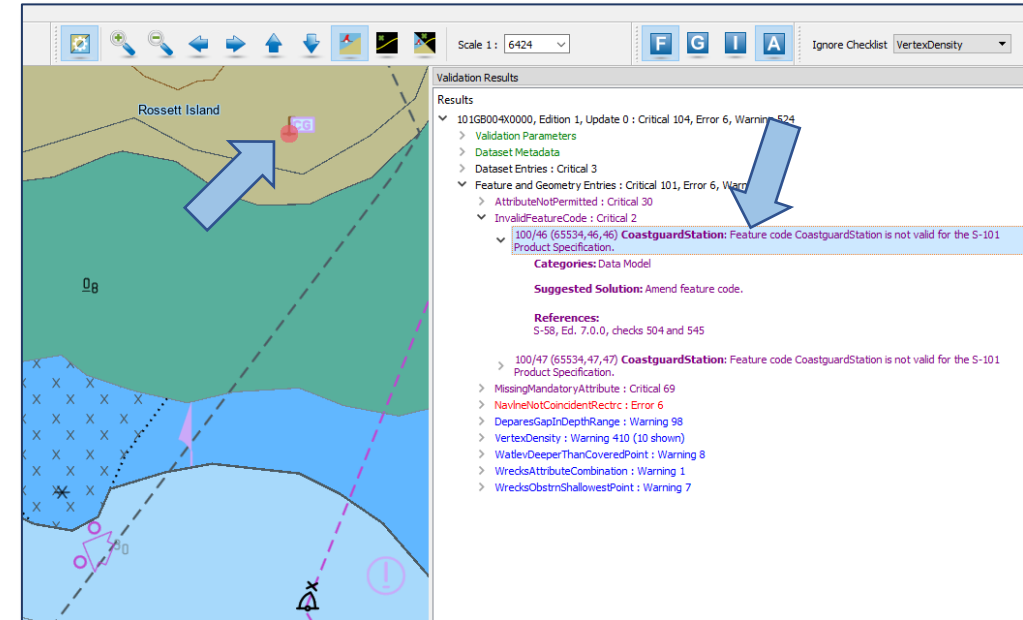 Scale 1: 6424
F G I A
Ignore Checklist VertexDensity
Validation Results
Results
101GB004X0000, Edition 1, Update 0 : Critical 104, Error 6, Warning 524
Validation Parameters
Dataset Metadata
Dataset Entries : Critical 3
Feature and Geometry Entries : Critical 101, Error 6, Warn
AttributeNotPermitted : Critical 30
InvalidFeatureCode : Critical 2
100/46 (65534,46,46) CoastguardStation: Feature code CoastguardStation is not valid for the S-101
Product Specification.
Categories: Data Model
Suggested Solution: Amend feature code.
References:
S-58, Ed. 7.0.0, checks 504 and 545
100/47 (65534,47,47) CoastguardStation: Feature code CoastguardStation is not valid for the S-101
Product Specification.
MissingMandatoryAttribute : Critical 69
NavlneNotCoincidentRectrc : Error 6
DeparesGapInDepthRange : Warning 98
VertexDensity : Warning 410 (10 shown)
WatlevDeeperThanCoveredPoint : Warning 8
WrecksAttributeCombination : Warning 1
WrecksObstrnShallowestPoint : Warning 7
Rossett Island
CG
08